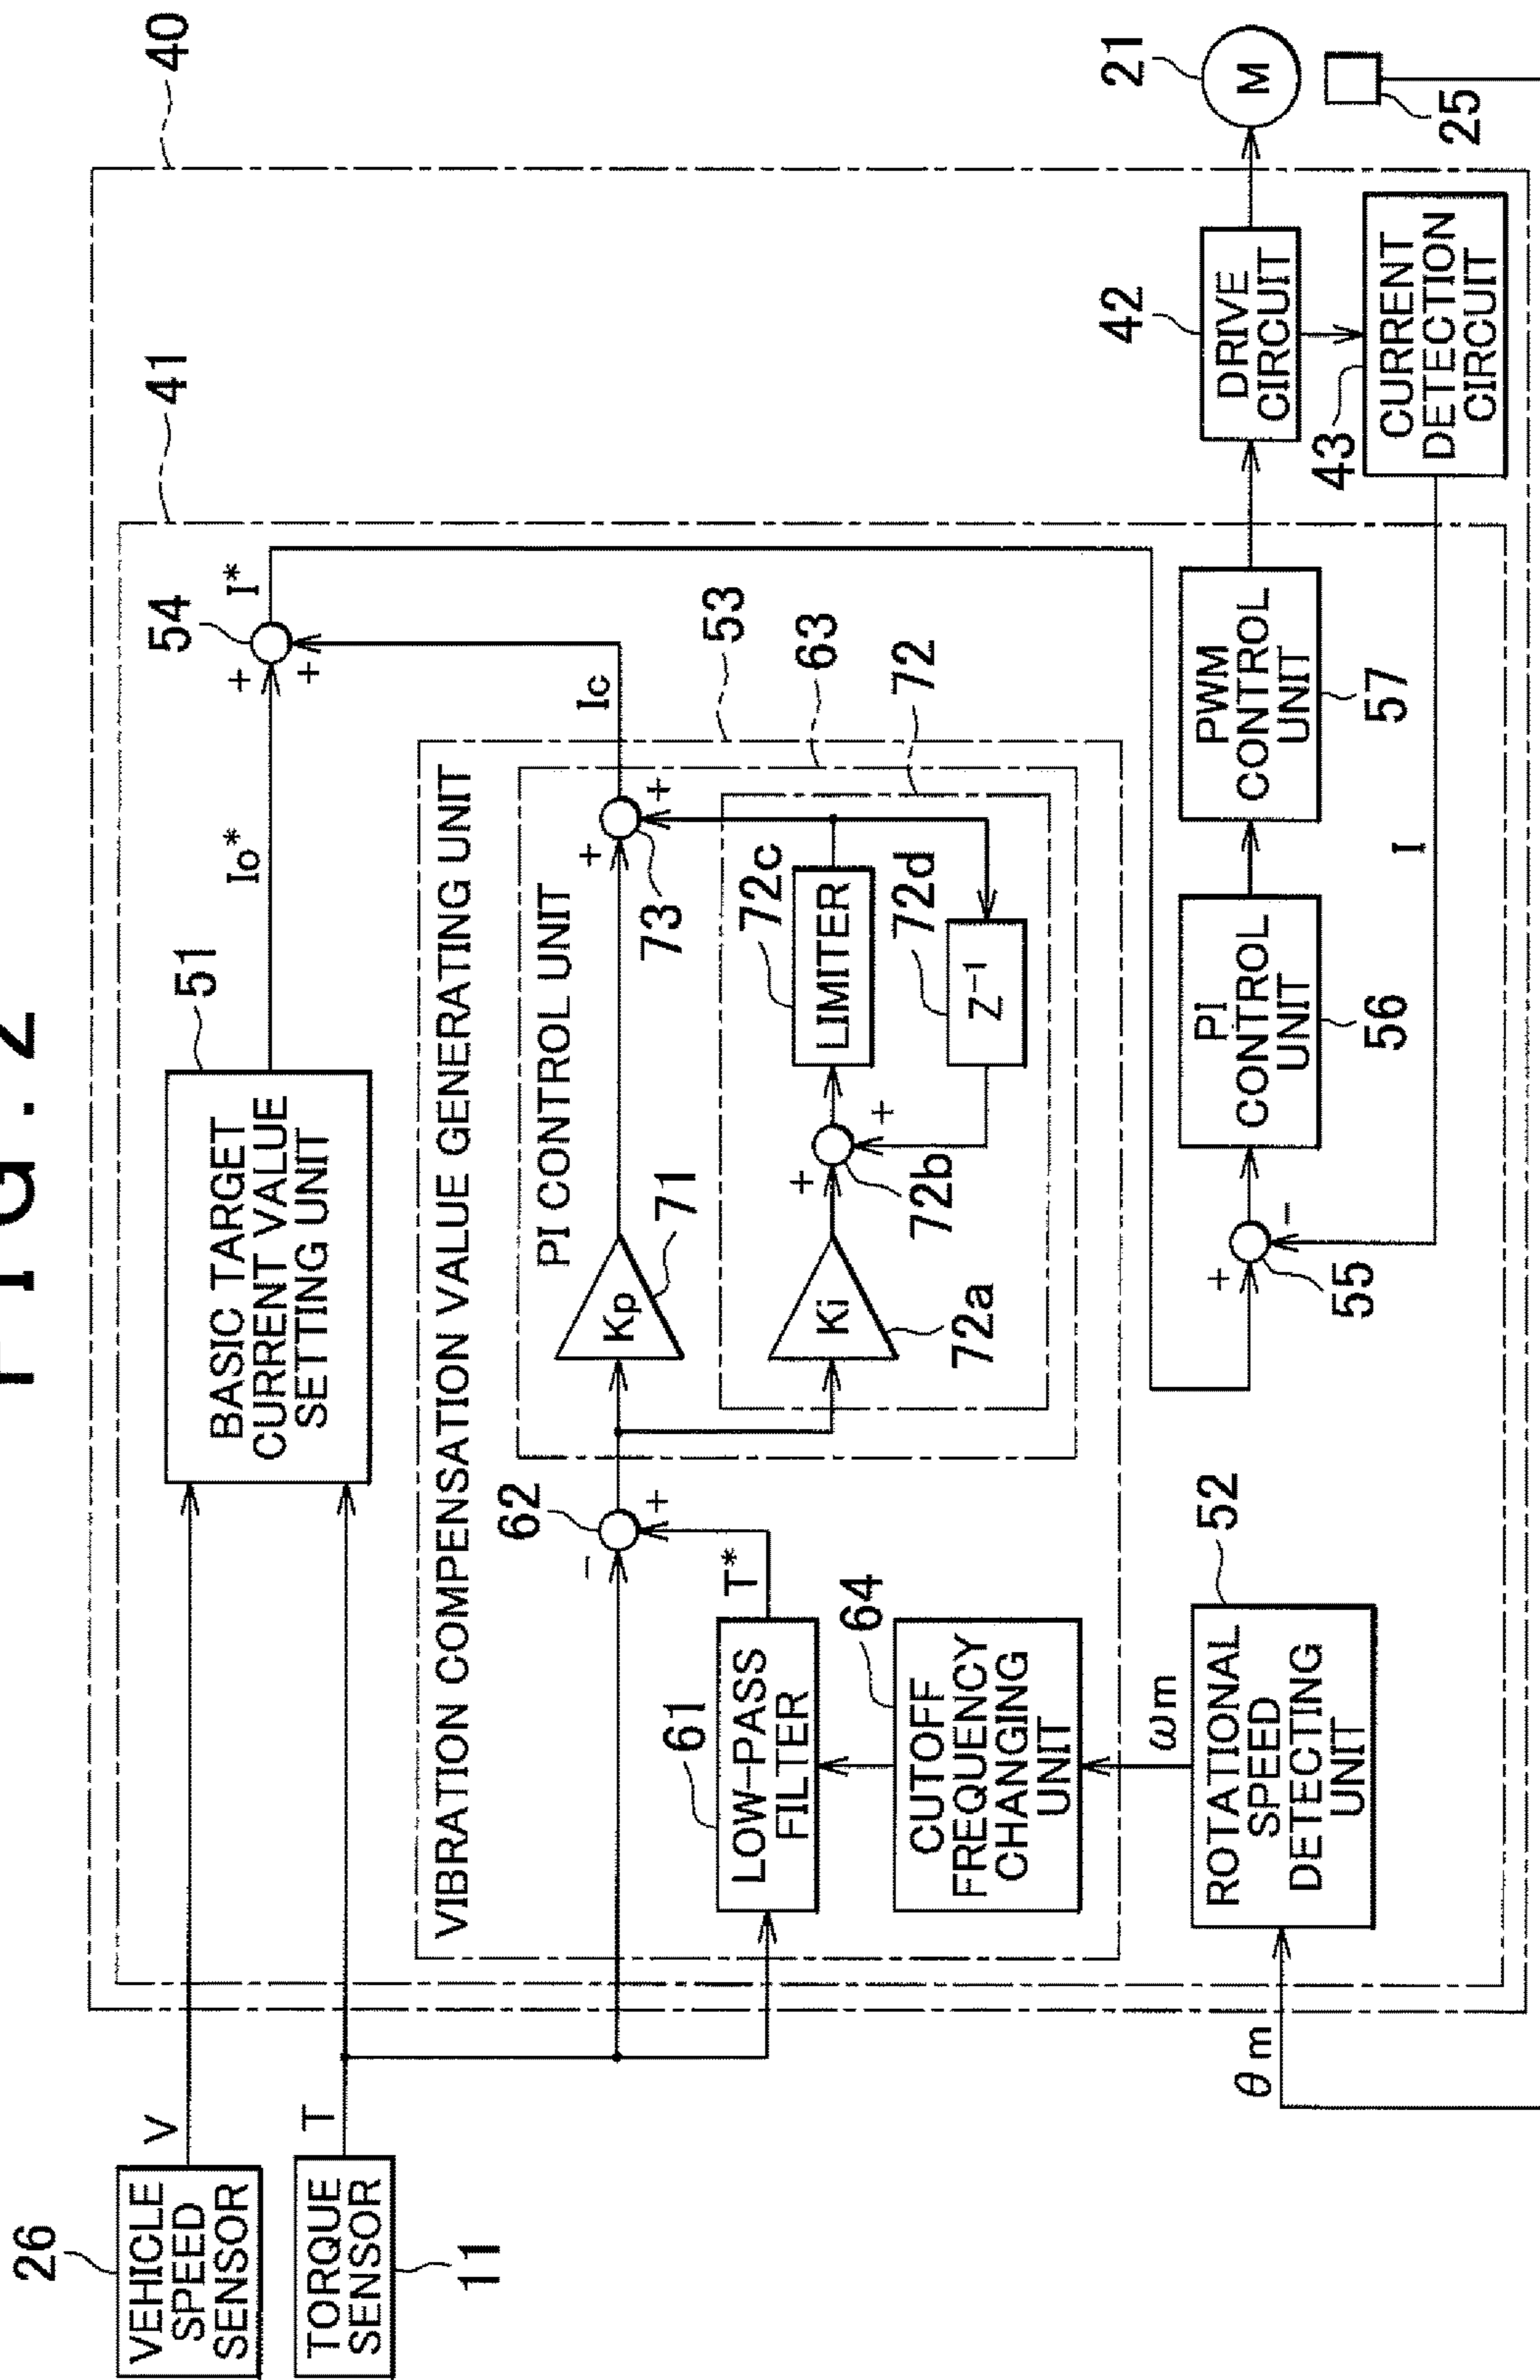 FIG. 2
40
41
26
VEHICLE
SPEED
SENSOR
V
TORQUE
SENSOR
11
T
51
BASIC TARGET
CURRENT VALUE
SETTING UNIT
Io*
54
+
+
I*
Ic
53
63
72
VIBRATION COMPENSATION VALUE GENERATING UNIT
PI CONTROL UNIT
62
-
+
T*
Kp
71
+
+
73
Ki
72a
+
+
72b
LIMITER
72c
Z-1
72d
61
LOW-PASS
FILTER
64
CUTOFF
FREQUENCY
CHANGING
UNIT
ωm
52
ROTATIONAL
SPEED
DETECTING
UNIT
θm
+
-
55
PI
CONTROL
UNIT
56
PWM
CONTROL
UNIT
57
I
42
DRIVE
CIRCUIT
43
CURRENT
DETECTION
CIRCUIT
21
M
25